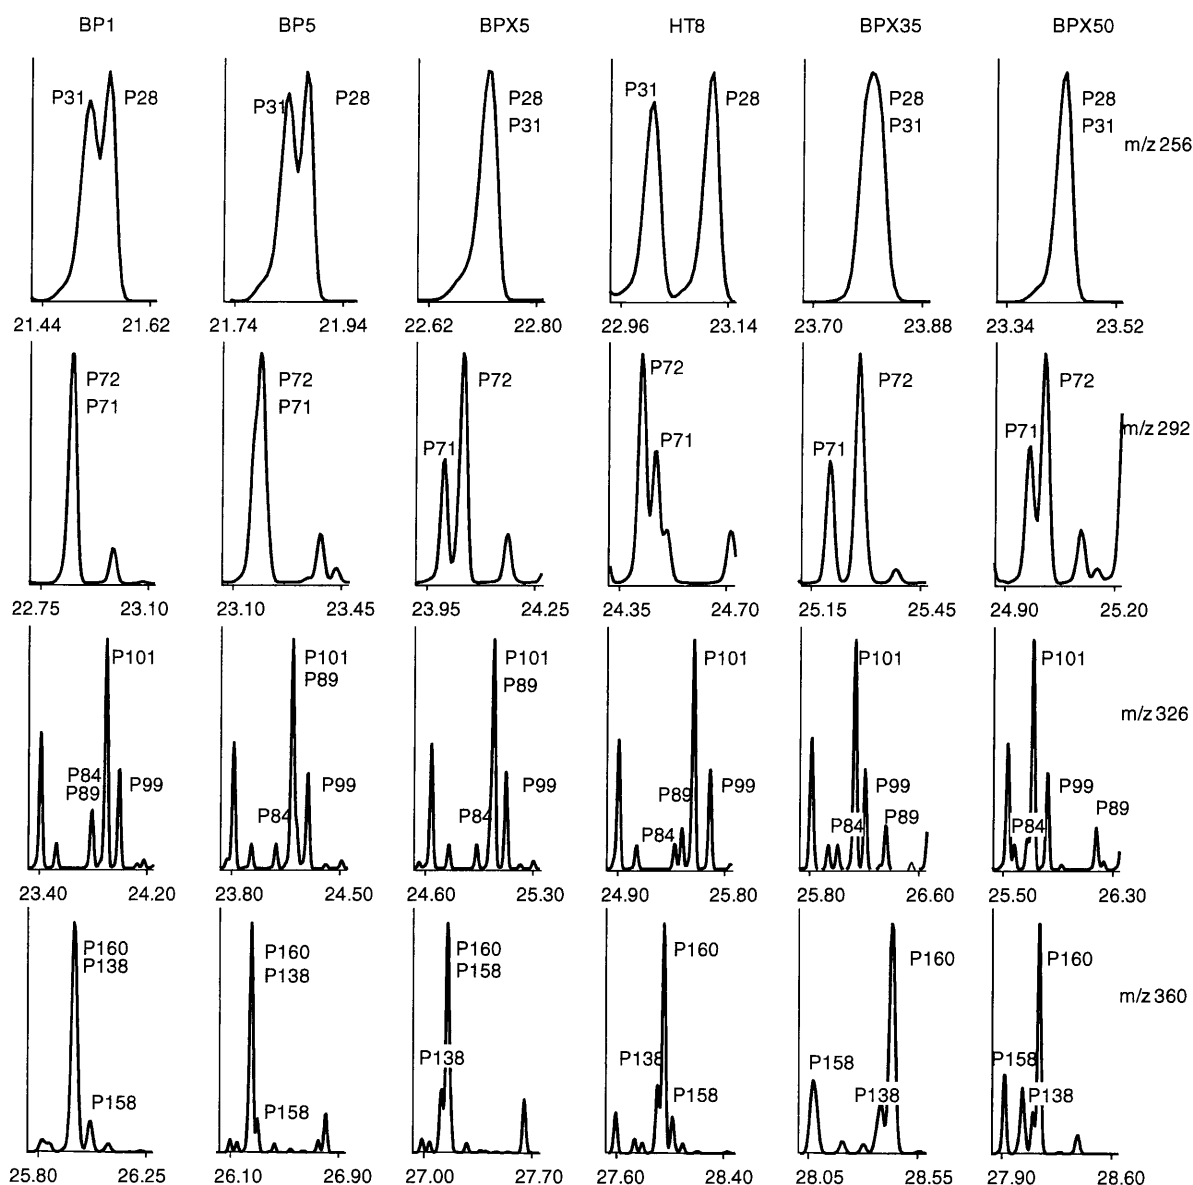 BP1 BP5 BPX5 HT8 BPX35 BPX50
P31 P28 P31 P28 P28 P31 P28 P28 P28
P31 P31 P31
m/z 256
21.44 21.62 21.74 21.94 22.62 22.80 22.96 23.14 23.70 23.88 23.34 23.52
P72 P72 P72 P72 P72 P72
P71 P71
P71 P71 P71 P71 m/z 292
22.75 23.10 23.10 23.45 23.95 24.25 24.35 24.70 25.15 25.45 24.90 25.20
P101 P101 P101 P101 P101 P101
P89 P89
m/z 326
P84 P99 P99 P99 P99 P99 P99
P89 P89 P89
P84 P84 P84 P84 P84 P89
23.40 24.20 23.80 24.50 24.60 25.30 24.90 25.80 25.80 26.60 25.50 26.30
P160 P160 P160 P160 P160 P160
P138 P138 P158
m/z 360
P138 P138 P158 P158
P158 P158 P158 P138 P138
25.80 26.25 26.10 26.90 27.00 27.70 27.60 28.40 28.05 28.55 27.90 28.60